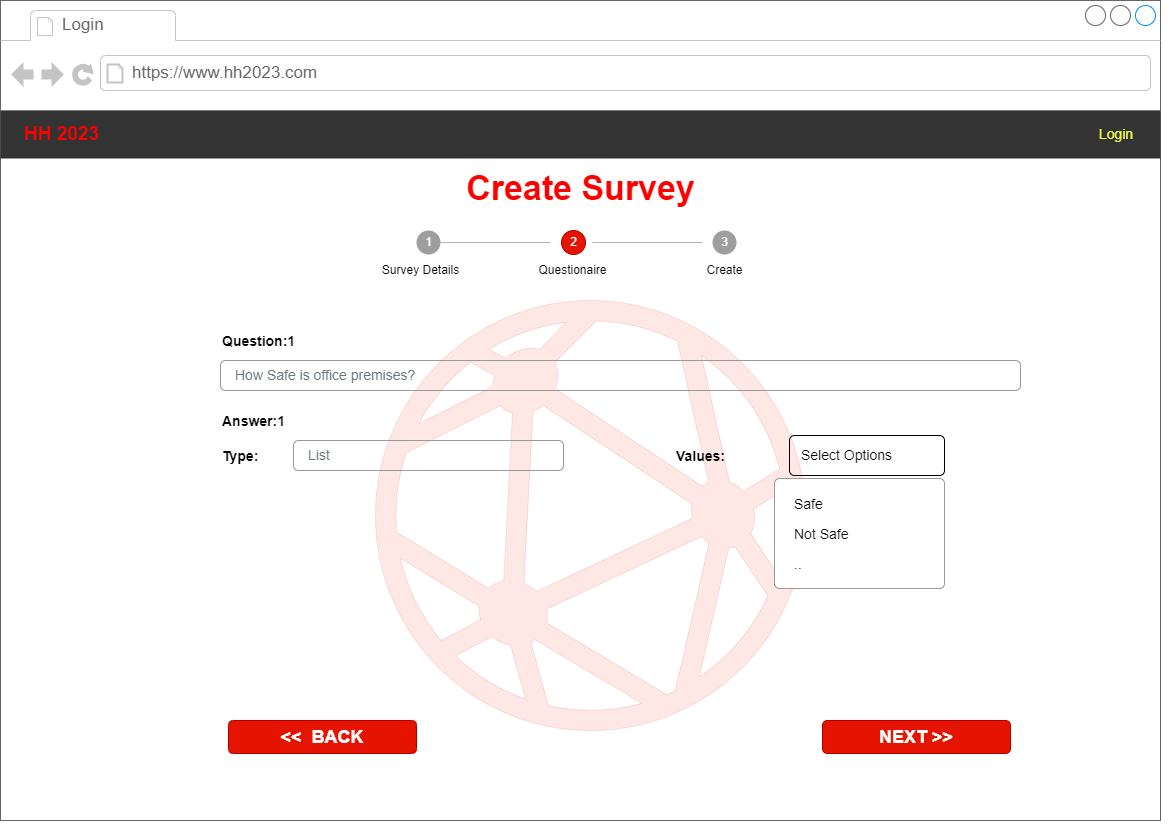 Login
https://www.hh2023.com
HH 2023
Login
Create Survey
1 2 3
Survey Details Questionaire Create
Question:1
How Safe is office premises?
Answer:1
Type: List Values: Select Options
Safe
Not Safe
..
<< BACK NEXT >>